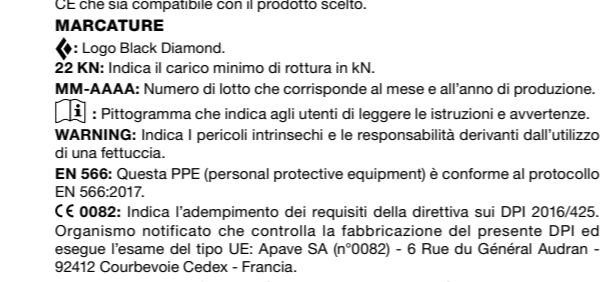 CE che sia compatibile con il prodotto scelto.
MARCATURE
: Logo Black Diamond.
22 KN: Indica il carico minimo di rottura in kN.
MM-AAAA: Numero di lotto che corrisponde al mese e all'anno di produzione.
i : Pittogramma che indica agli utenti di leggere le istruzioni e avvertenze.
WARNING: Indica I pericoli intrinsechi e le responsabilità derivanti dall'utilizzo
di una fettuccia.
EN 566: Questa PPE (personal protective equipment) è conforme al protocollo
EN 566:2017.
CE 0082: Indica l'adempimento dei requisiti della direttiva sui DPI 2016/425.
Organismo notificato che controlla la fabbricazione del presente DPI ed
esegue l'esame del tipo UE: Apave SA (n°0082) - 6 Rue du Général Audran -
92412 Courbevoie Cedex - Francia.